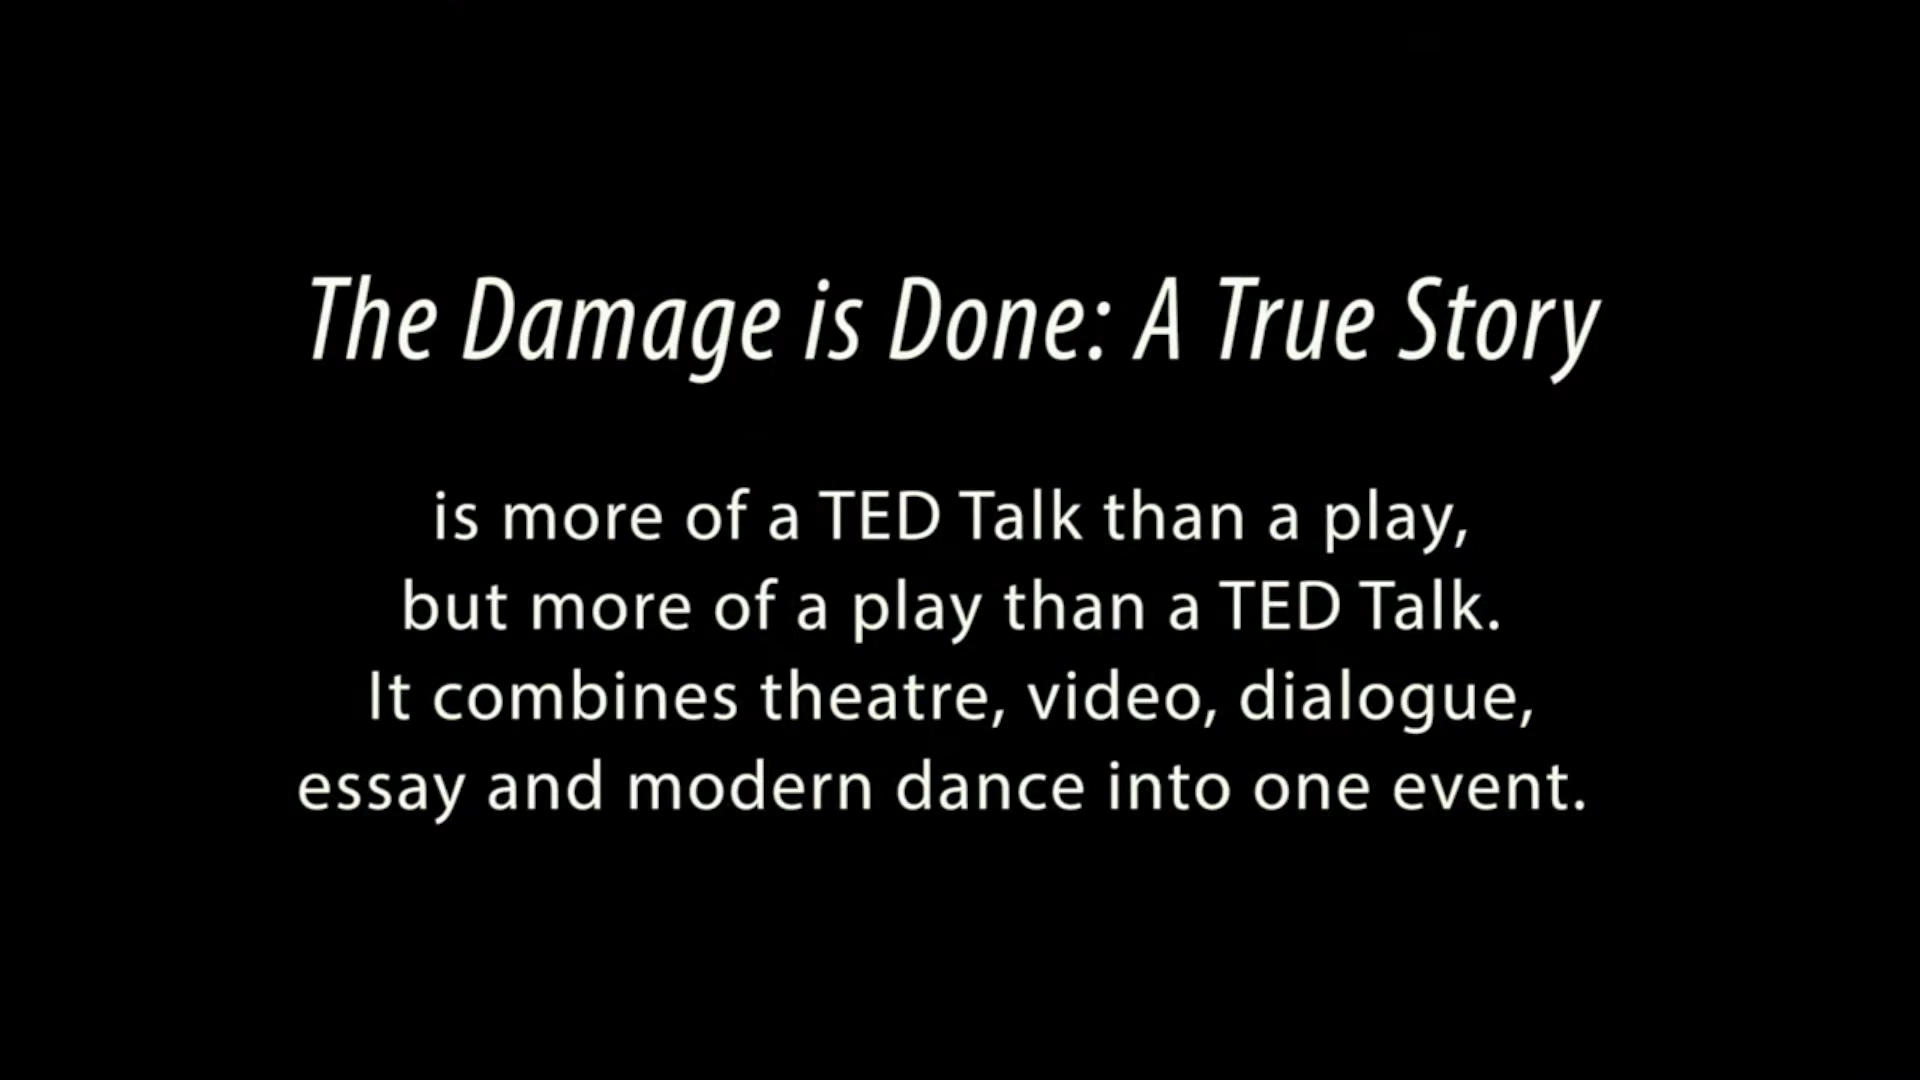 The Damage is Done: A True Story
is more of a TED Talk than a play,
but more of a play than a TED Talk.
It combines theatre, video, dialogue,
essay and modern dance into one event.